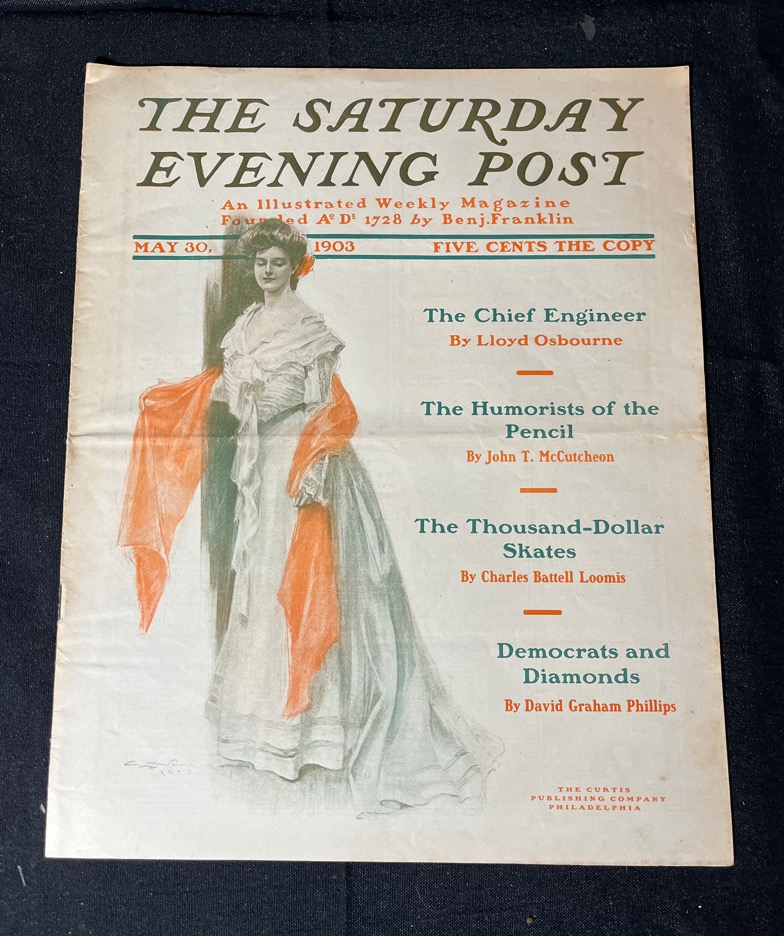 THE SATURDAY
EVENING POST
An Illustrated Weekly Magazine
Founded Aº Dⁱ 1728 by Benj.Franklin
MAY 30, 1903 FIVE CENTS THE COPY
The Chief Engineer
By Lloyd Osbourne
The Humorists of the
Pencil
By John T. McCutcheon
The Thousand-Dollar
Skates
By Charles Battell Loomis
Democrats and
Diamonds
By David Graham Phillips
THE CURTIS
PUBLISHING COMPANY
PHILADELPHIA